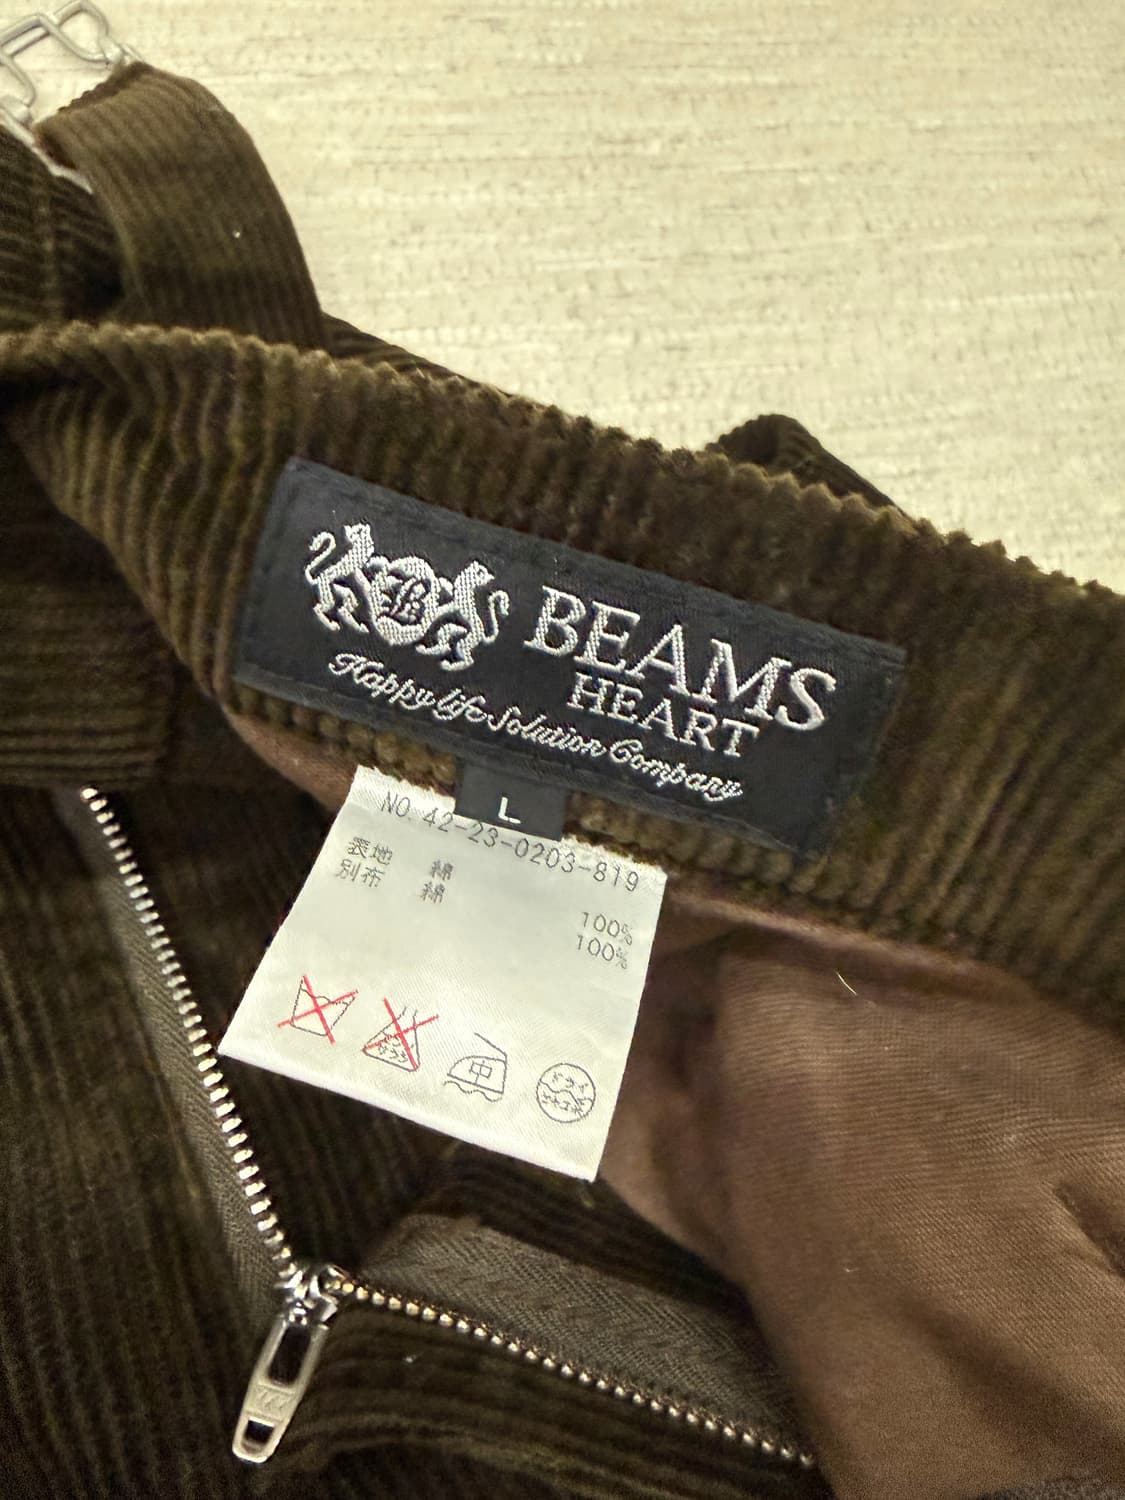 BEAMS
HEART
Happy life Solution Company
L
NO. 42-23-0203-819
表地 綿 100%
別布 綿 100%
中